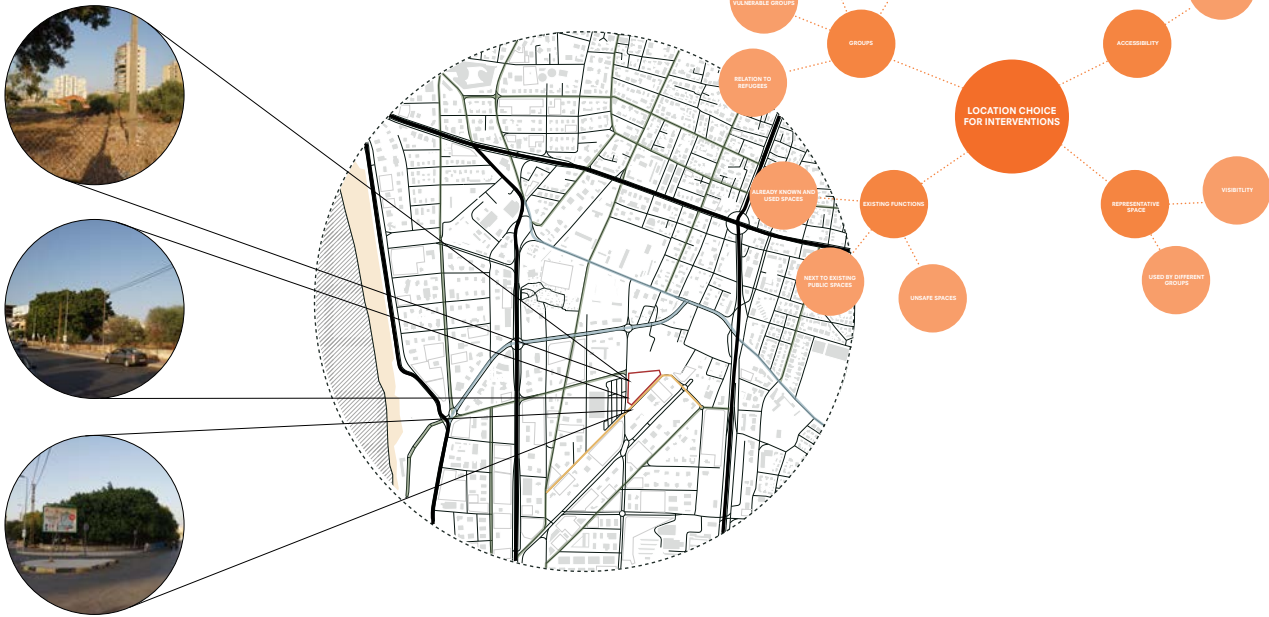 VULNERABLE GROUPS
GROUPS
ACCESSIBILITY
RELATION TO
REFUGEES
LOCATION CHOICE
FOR INTERVENTIONS
ALREADY KNOWN AND
USED SPACES
EXISTING FUNCTIONS
REPRESENTATIVE
SPACE
VISIBITLITY
NEXT TO EXISTING
PUBLIC SPACES
UNSAFE SPACES
USED BY DIFFERENT
GROUPS